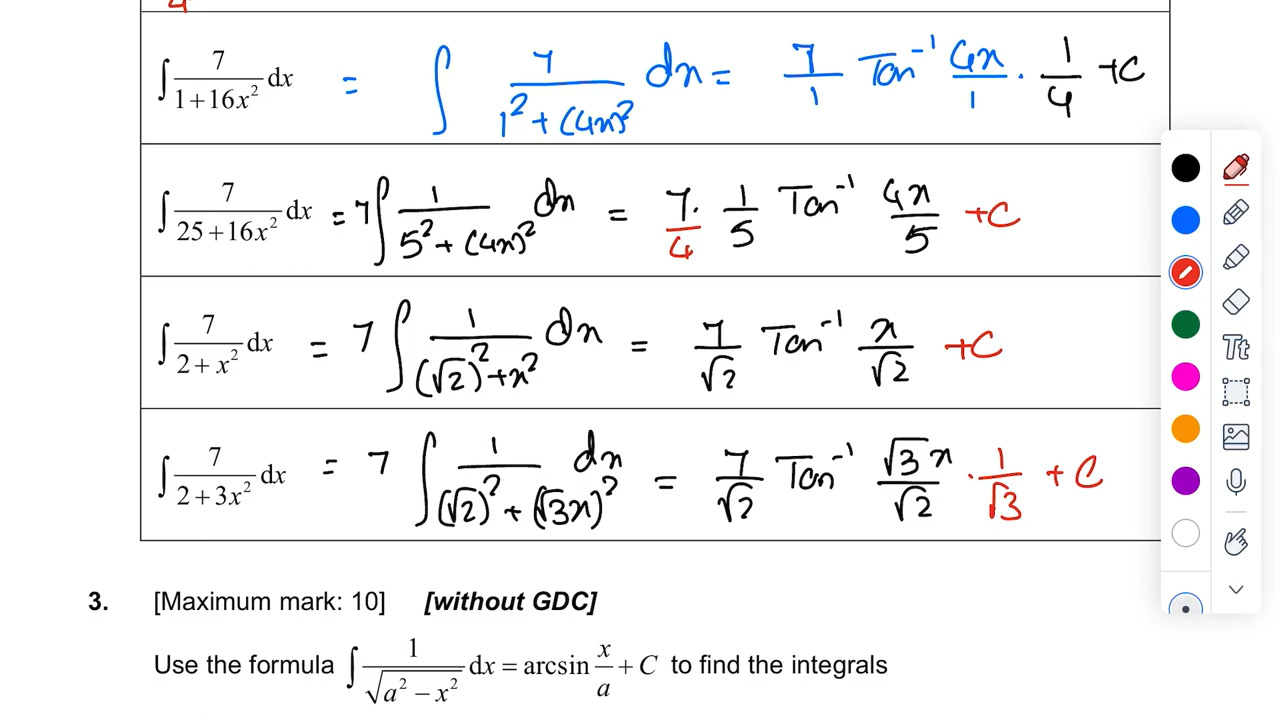 4
∫ 7/(1+16x²) dx = ∫ 7/(1² + (4x)²) dx = 7/1 Tan⁻¹ 4x/1 · 1/4 + C
∫ 7/(25+16x²) dx = 7 ∫ 1/(5² + (4x)²) dx = 7/4 · 1/5 Tan⁻¹ 4x/5 + C
∫ 7/(2+x²) dx = 7 ∫ 1/((√2)² + x²) dx = 7/√2 Tan⁻¹ x/√2 + C
∫ 7/(2+3x²) dx = 7 ∫ 1/((√2)² + (√3x)²) dx = 7/√2 Tan⁻¹ √3x/√2 · 1/√3 + C
3. [Maximum mark: 10] [without GDC]
Use the formula ∫ 1/√(a² − x²) dx = arcsin x/a + C to find the integrals
Tt